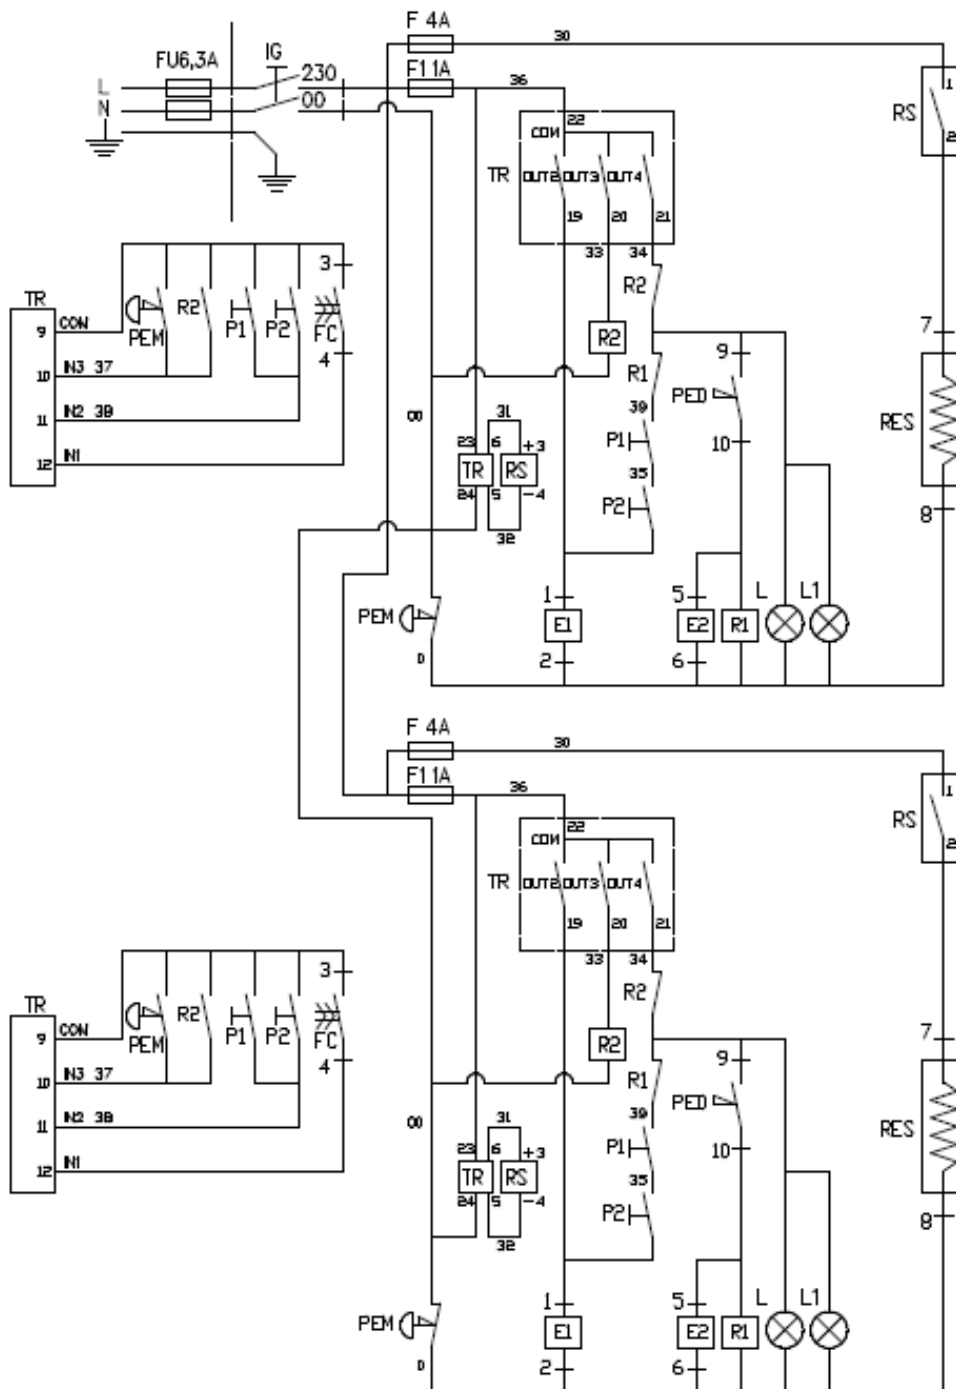 F 4A
30
FU6,3A
IG
230
F1 1A
36
L
N
00
RS
1
2
22
CON
TR
OUT2
OUT3
OUT4
19
20
21
33
34
3
R2
TR
9
CON
PEM
R2
P1
P2
FC
4
10
IN3 37
11
IN2 38
12
IN1
R2
R1
39
9
PED
10
7
RES
8
00
31
23
6
+3
TR
RS
24
5
-4
32
P1
35
P2
PEM
0
1
E1
2
5
E2
6
R1
L
L1
F 4A
30
F1 1A
36
RS
1
2
22
CON
TR
OUT2
OUT3
OUT4
19
20
21
33
34
3
R2
TR
9
CON
PEM
R2
P1
P2
FC
4
10
IN3 37
11
IN2 38
12
IN1
R2
R1
39
9
PED
10
7
RES
8
00
31
23
6
+3
TR
RS
24
5
-4
32
P1
35
P2
PEM
0
1
E1
2
5
E2
6
R1
L
L1